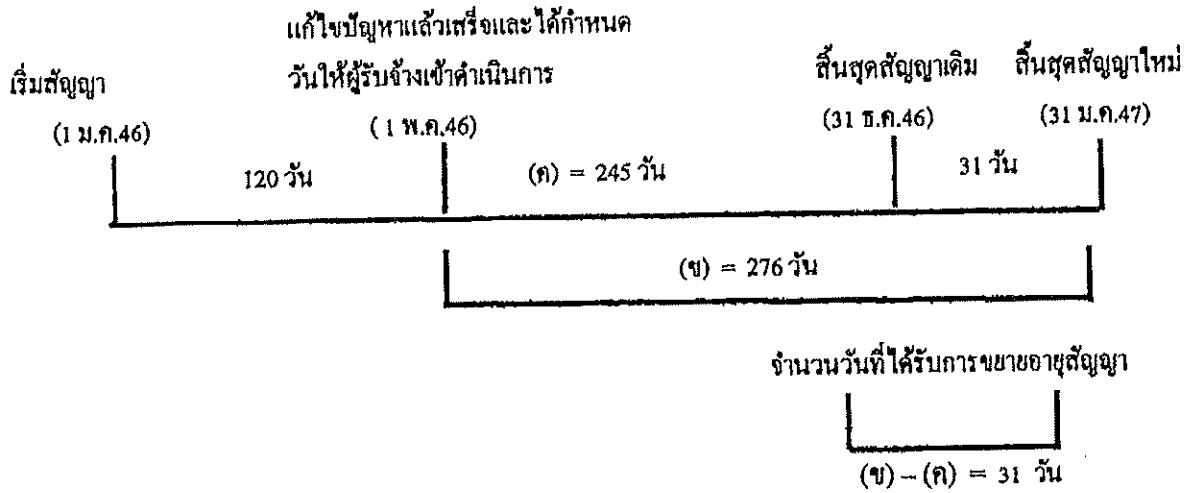 แก้ไขปัญหาแล้วเสร็จและได้กำหนด
วันให้ผู้รับจ้างเข้าดำเนินการ
เริ่มสัญญา
สิ้นสุดสัญญาเดิม
สิ้นสุดสัญญาใหม่
(1 ม.ค.46)
( 1 พ.ค.46)
(31 ธ.ค.46)
(31 ม.ค.47)
120 วัน
(ค) = 245 วัน
31 วัน
(ข) = 276 วัน
จำนวนวันที่ได้รับการขยายอายุสัญญา
(ข) – (ค) = 31 วัน